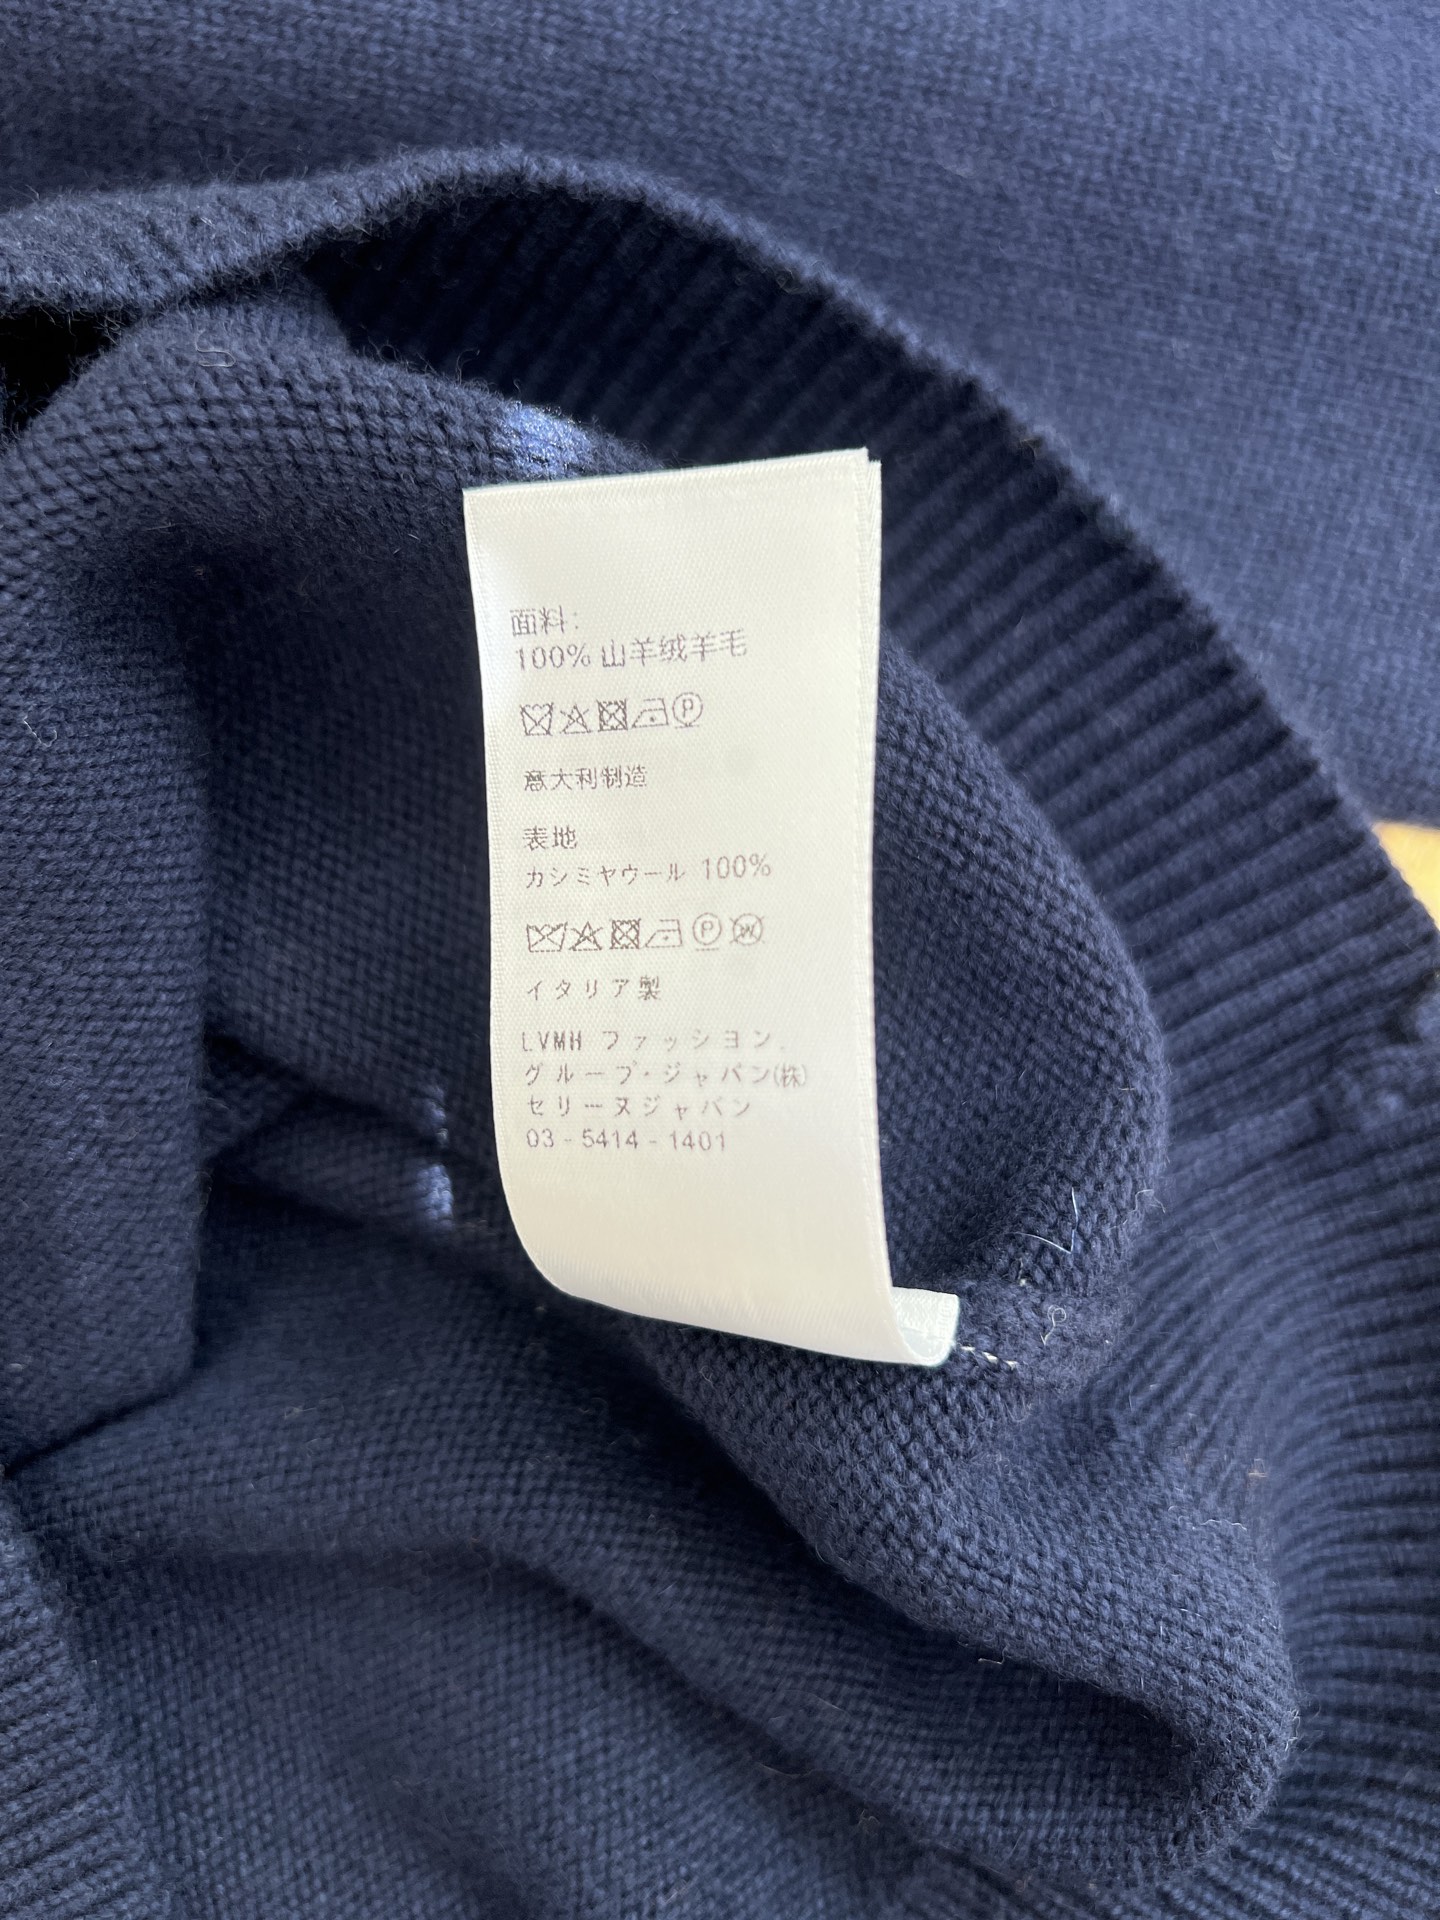 面料:
100% 山羊绒羊毛
P
意大利制造
表地
カシミヤウール 100%
P W
イタリア製
LVMH ファッション.
グループ・ジャパン(株)
セリーヌジャパン
03-5414-1401